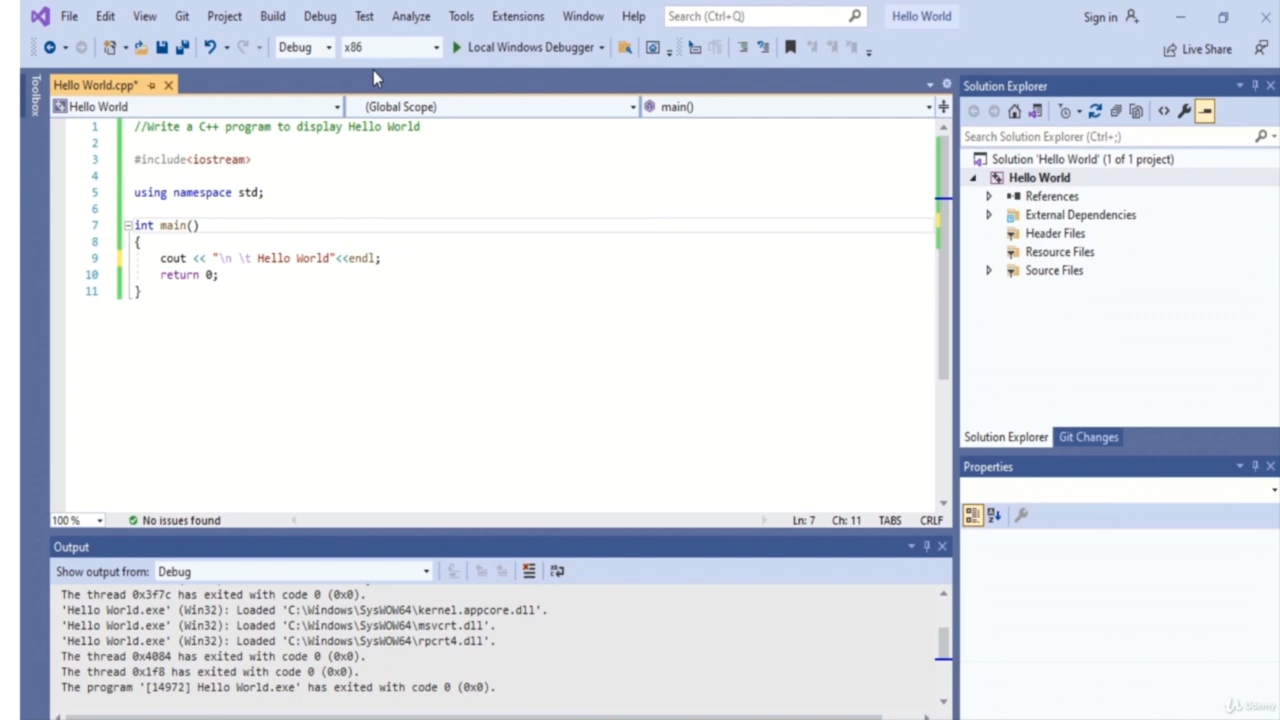 File Edit View Git Project Build Debug Test Analyze Tools Extensions Window Help Search (Ctrl+Q) Hello World Sign in
Debug x86 Local Windows Debugger Live Share
Toolbox
Hello World.cpp*
Hello World (Global Scope) main()
1 //Write a C++ program to display Hello World
2
3 #include<iostream>
4
5 using namespace std;
6
7 int main()
8 {
9 cout << "\n \t Hello World"<<endl;
10 return 0;
11 }
100 % No issues found Ln: 7 Ch: 11 TABS CRLF
Output
Show output from: Debug
The thread 0x3f7c has exited with code 0 (0x0).
'Hello World.exe' (Win32): Loaded 'C:\Windows\SysWOW64\kernel.appcore.dll'.
'Hello World.exe' (Win32): Loaded 'C:\Windows\SysWOW64\msvcrt.dll'.
'Hello World.exe' (Win32): Loaded 'C:\Windows\SysWOW64\rpcrt4.dll'.
The thread 0x4084 has exited with code 0 (0x0).
The thread 0x1f8 has exited with code 0 (0x0).
The program '[14972] Hello World.exe' has exited with code 0 (0x0).
Solution Explorer
Search Solution Explorer (Ctrl+;)
Solution 'Hello World' (1 of 1 project)
Hello World
References
External Dependencies
Header Files
Resource Files
Source Files
Solution Explorer Git Changes
Properties
Udemy